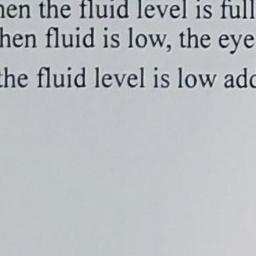 hen the fluid level is full
hen fluid is low, the eye
the fluid level is low add